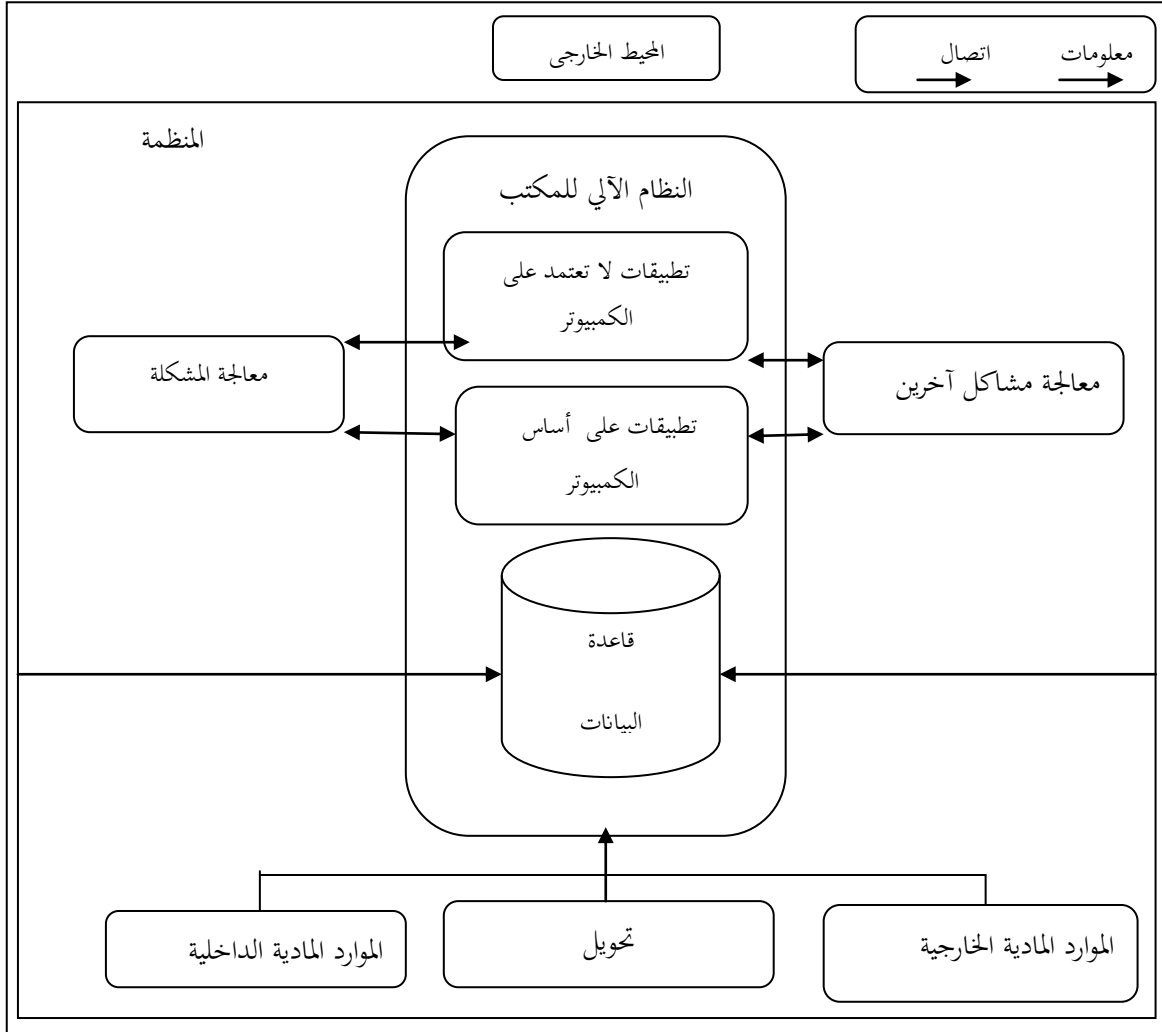 معلومات اتصال
المحيط الخارجى
المنظمة
النظام الآلي للمكتب
تطبيقات لا تعتمد على
الكمبيوتر
معالجة مشاكل آخرين
معالجة المشكلة
تطبيقات على أساس
الكمبيوتر
قاعدة
البيانات
الموارد المادية الخارجية
تحويل
الموارد المادية الداخلية